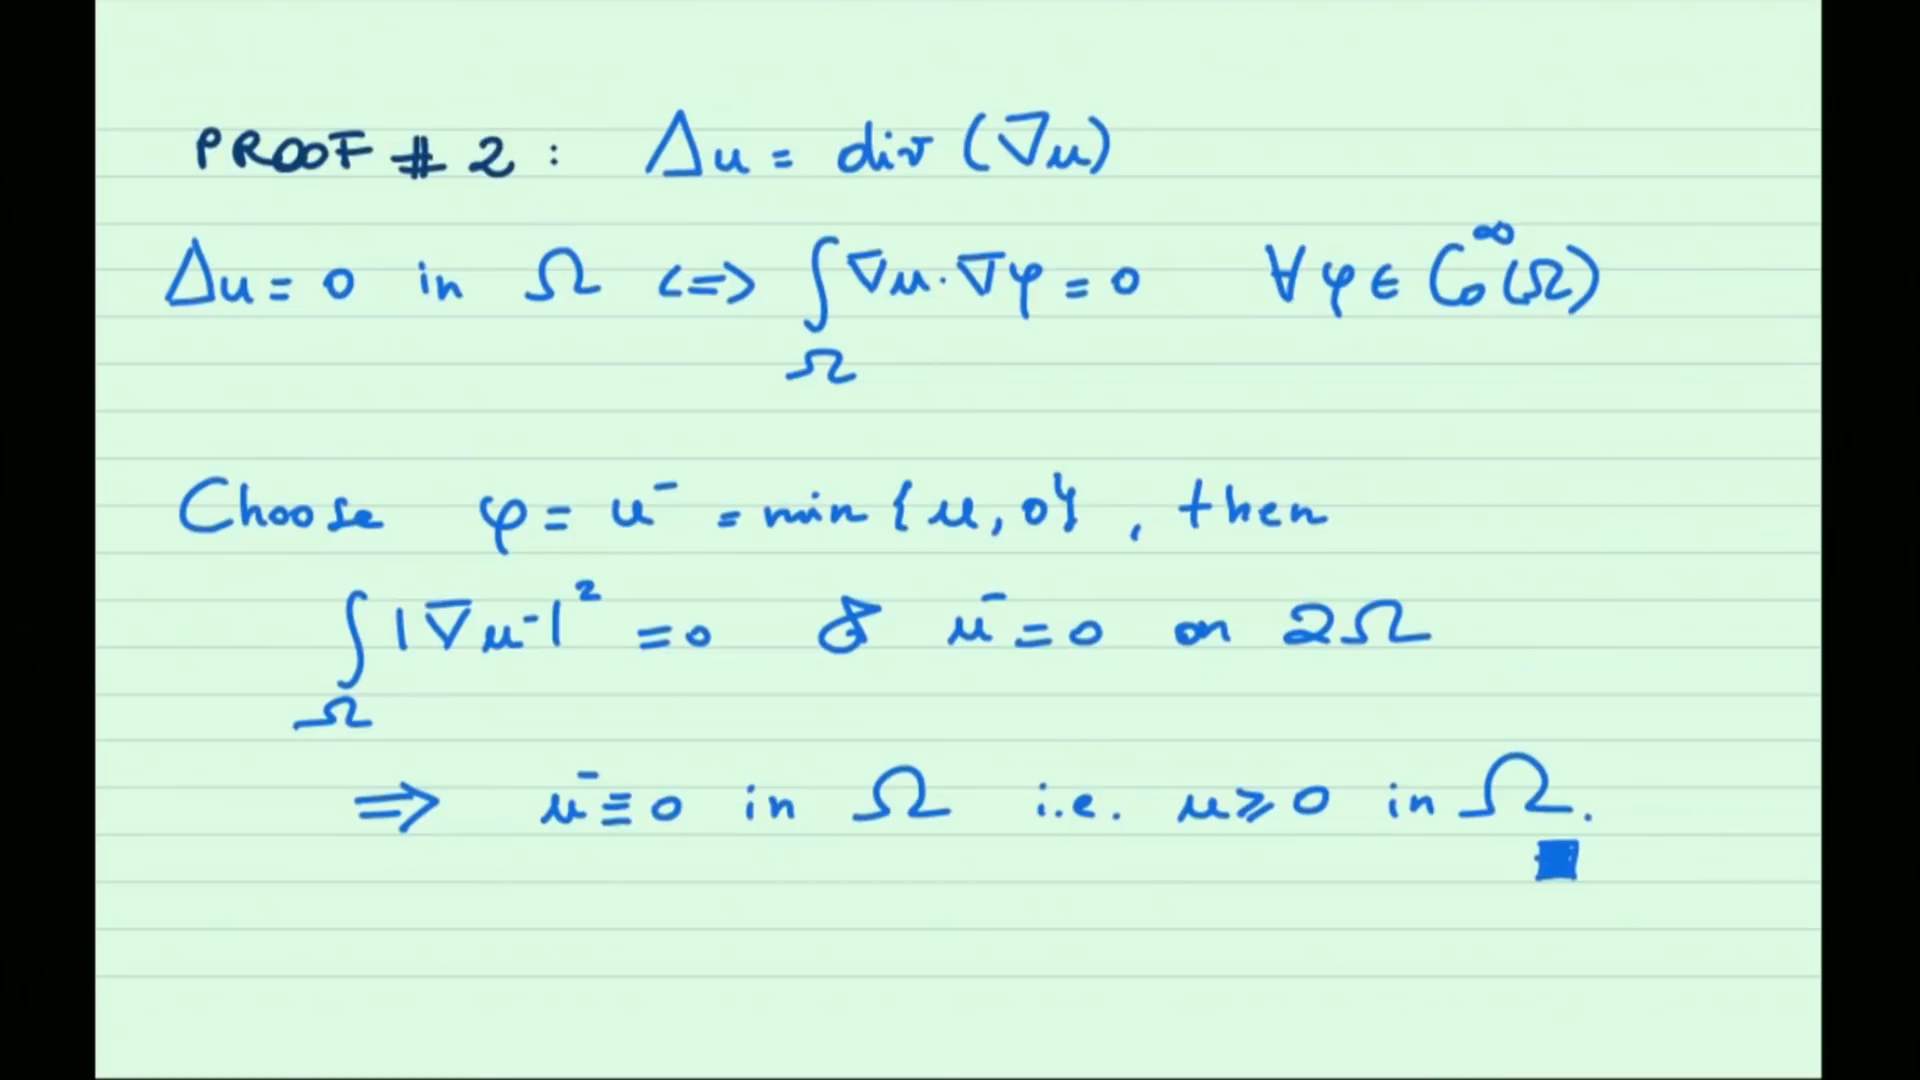 PROOF # 2 : Δu = div (∇u)
Δu = 0 in Ω <=> ∫_Ω ∇u · ∇φ = 0 ∀ φ ∈ C_0^∞(Ω)
Choose φ = u⁻ = min {u, 0} , then
∫_Ω |∇u⁻|² = 0 & u⁻ = 0 on ∂Ω
⟹ u⁻ ≡ 0 in Ω i.e. u ⩾ 0 in Ω.